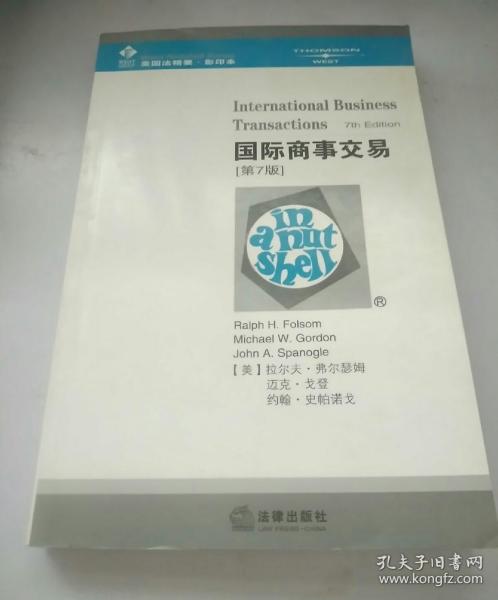 美国法精要·影印本
THOMSON
WEST
International Business
Transactions 7th Edition
国际商事交易
[第7版]
in
a nut
shell
®
Ralph H. Folsom
Michael W. Gordon
John A. Spanogle
【美】拉尔夫·弗尔瑟姆
迈克·戈登
约翰·史帕诺戈
法律出版社
LAW PRESS·CHINA
孔夫子旧书网
www.kongfz.com